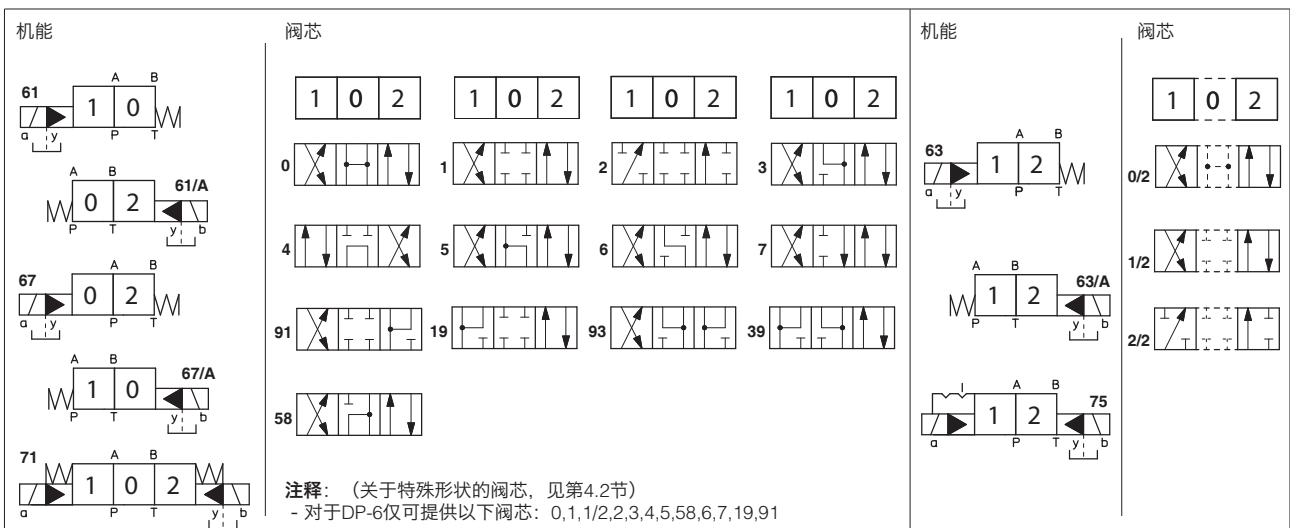 机能
阀芯
机能
阀芯
61
A B
1 0
a y P T
A B
61/A
0 2
P T y b
67
A B
0 2
a y P T
A B
67/A
1 0
P T y b
71
A B
1 0 2
a P T y b
1 0 2
1 0 2
1 0 2
1 0 2
0
1
2
3
4
5
6
7
91
19
93
39
58
注释： （关于特殊形状的阀芯，见第4.2节）
- 对于DP-6仅可提供以下阀芯：0,1,1/2,2,3,4,5,58,6,7,19,91
63
A B
1 2
a y P T
A B
63/A
1 2
P T y b
A B
75
1 2
a P T y b
1 0 2
0/2
1/2
2/2